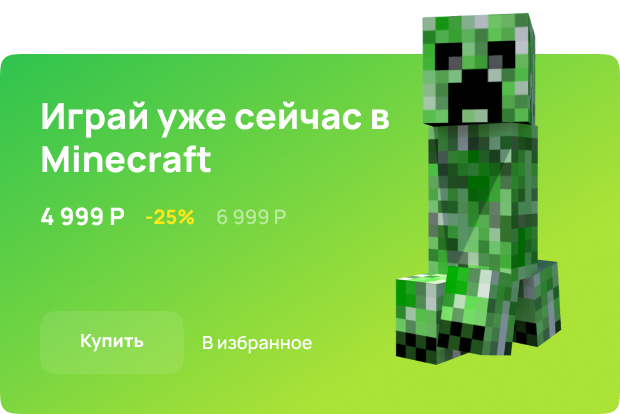 Играй уже сейчас в
Minecraft
4 999 Р -25% 6 999 Р
Купить В избранное